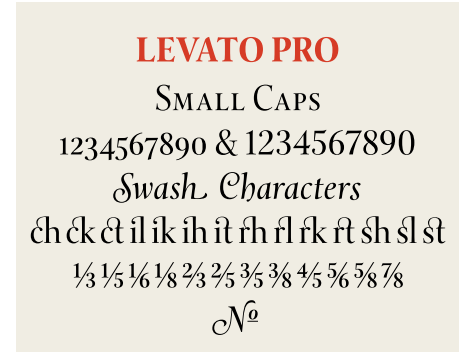 LEVATO PRO
Small Caps
1234567890 & 1234567890
Swash Characters
ch ck ct il ik ih it rh rl rk rt sh sl st
⅓ ⅕ ⅙ ⅛ ⅔ ⅖ ⅗ ⅜ ⅘ ⅚ ⅝ ⅞
№